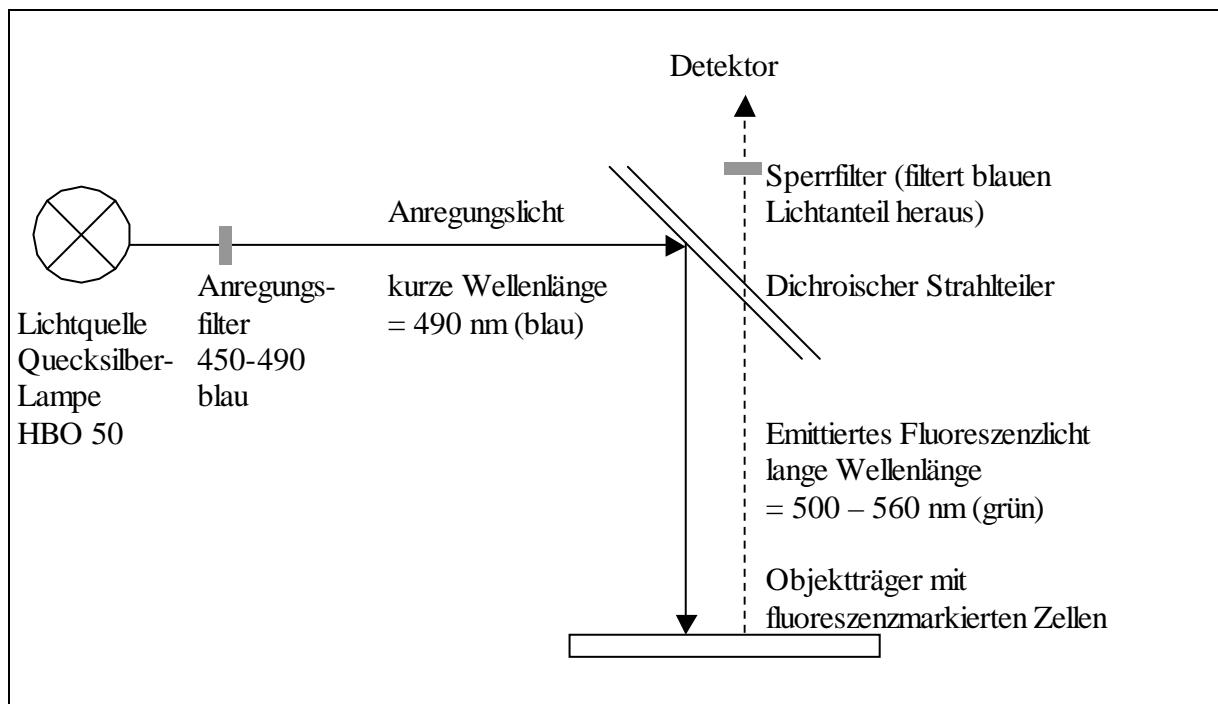 Detektor
Sperrfilter (filtert blauen
Lichtanteil heraus)
Anregungslicht
Dichroischer Strahlteiler
Anregungs-
filter
450-490
blau
kurze Wellenlänge
= 490 nm (blau)
Lichtquelle
Quecksilber-
Lampe
HBO 50
Emittiertes Fluoreszenzlicht
lange Wellenlänge
= 500 – 560 nm (grün)
Objektträger mit
fluoreszenzmarkierten Zellen